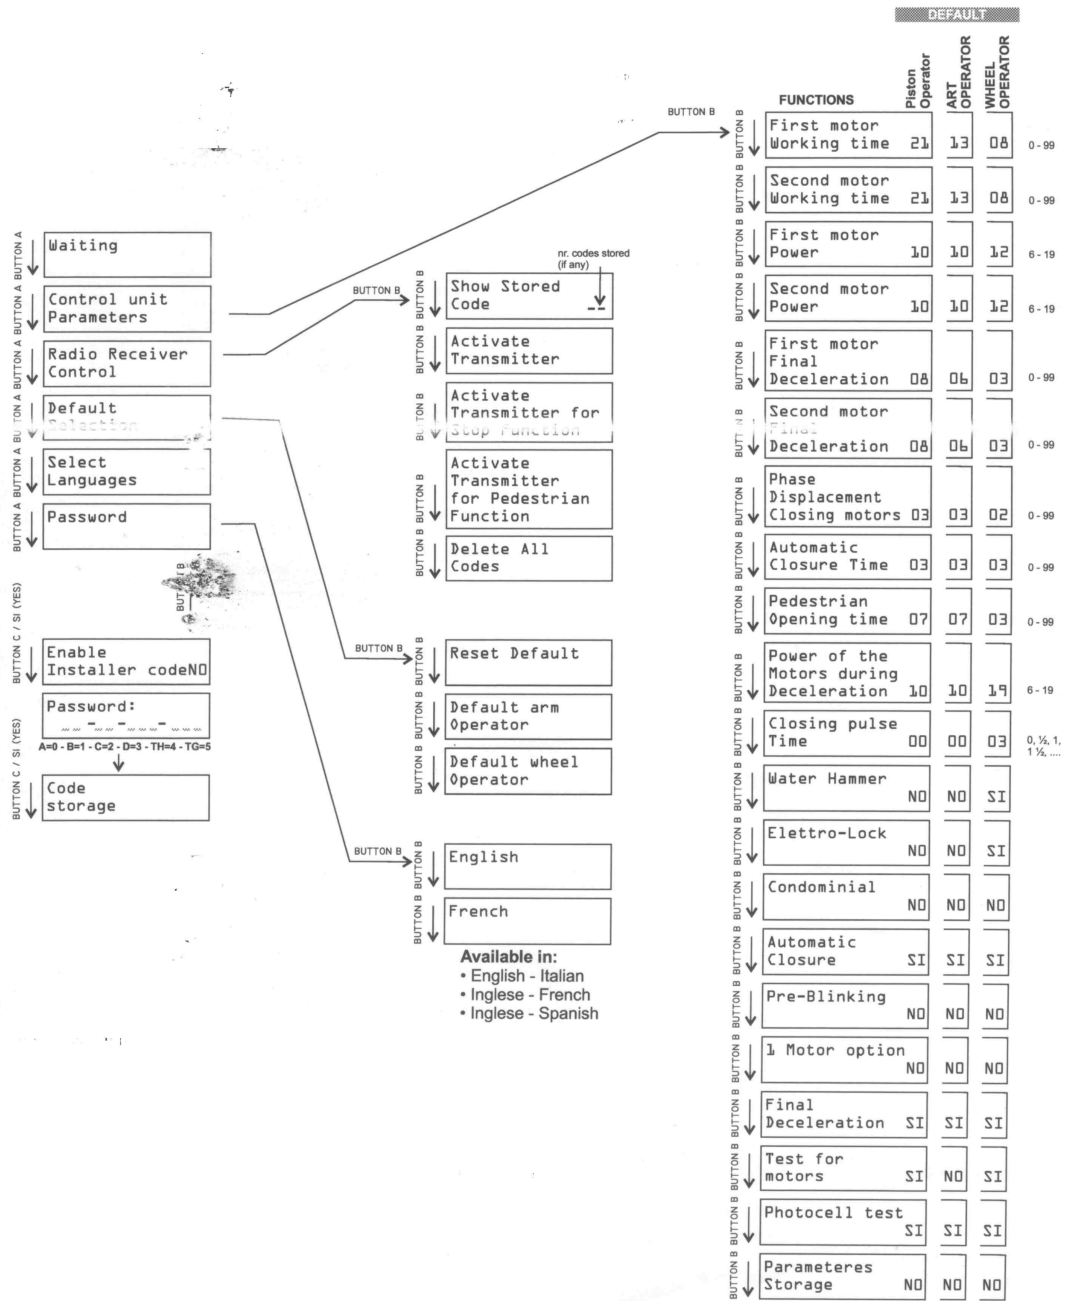 Waiting
Control unit
Parameters
Radio Receiver
Control
Default
Selection
Select
Languages
Password
BUTTON A
BUTTON A
BUTTON A
BUTTON A
BUTTON A
BUTTON A
BUTTON B
BUTTON C / SI (YES)
Enable
Installer codeNO
Password:
A=0 - B=1 - C=2 - D=3 - TH=4 - TG=5
BUTTON C / SI (YES)
Code
storage
BUTTON B
nr. codes stored
(if any)
BUTTON B
Show Stored
Code --
BUTTON B
Activate
Transmitter
BUTTON B
Activate
Transmitter for
Stop Function
BUTTON B
Activate
Transmitter
for Pedestrian
Function
BUTTON B
Delete All
Codes
BUTTON B
BUTTON B
Reset Default
BUTTON B
Default arm
Operator
BUTTON B
Default wheel
Operator
BUTTON B
BUTTON B
English
BUTTON B
French
BUTTON B
Available in:
• English - Italian
• Inglese - French
• Inglese - Spanish
DEFAULT
FUNCTIONS
Piston
Operator
ART
OPERATOR
WHEEL
OPERATOR
BUTTON B
BUTTON B
First motor
Working time 21 13 08 0 - 99
BUTTON B
Second motor
Working time 21 13 08 0 - 99
BUTTON B
First motor
Power 10 10 12 6 - 19
BUTTON B
Second motor
Power 10 10 12 6 - 19
BUTTON B
First motor
Final
Deceleration 08 06 03 0 - 99
BUTTON B
Second motor
Final
Deceleration 08 06 03 0 - 99
BUTTON B
Phase
Displacement
Closing motors 03 03 02 0 - 99
BUTTON B
Automatic
Closure Time 03 03 03 0 - 99
BUTTON B
Pedestrian
Opening time 07 07 03 0 - 99
BUTTON B
Power of the
Motors during
Deceleration 10 10 19 6 - 19
BUTTON B
Closing pulse
Time 00 00 03 0, ½, 1,
1 ½, ....
BUTTON B
Water Hammer
NO NO SI
BUTTON B
Elettro-Lock
NO NO SI
BUTTON B
Condominial
NO NO NO
BUTTON B
Automatic
Closure SI SI SI
BUTTON B
Pre-Blinking
NO NO NO
BUTTON B
1 Motor option
NO NO NO
BUTTON B
Final
Deceleration SI SI SI
BUTTON B
Test for
motors SI NO SI
BUTTON B
Photocell test
SI SI SI
BUTTON B
Parameteres
Storage NO NO NO